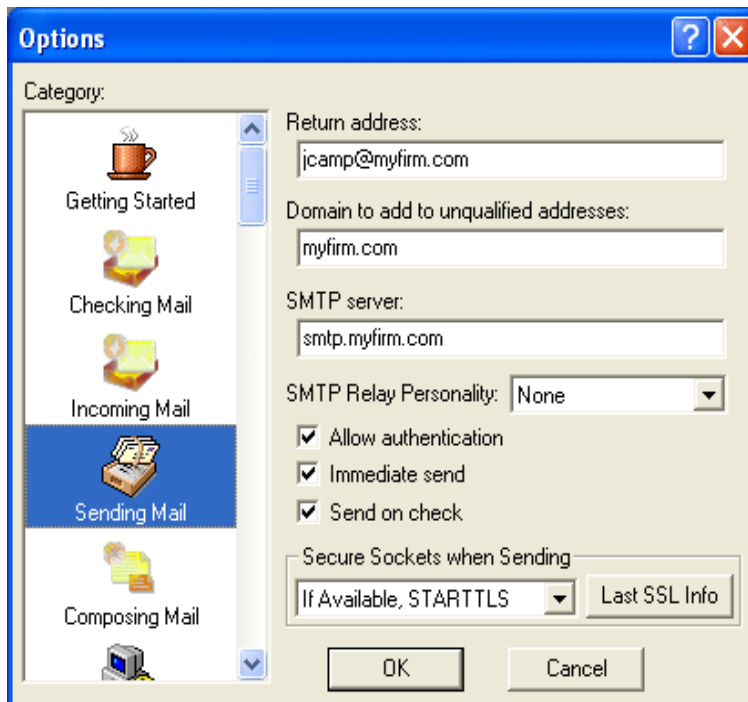 Options
Category:
Getting Started
Checking Mail
Incoming Mail
Sending Mail
Composing Mail
Return address:
jcamp@myfirm.com
Domain to add to unqualified addresses:
myfirm.com
SMTP server:
smtp.myfirm.com
SMTP Relay Personality: None
Allow authentication
Immediate send
Send on check
Secure Sockets when Sending
If Available, STARTTLS Last SSL Info
OK Cancel